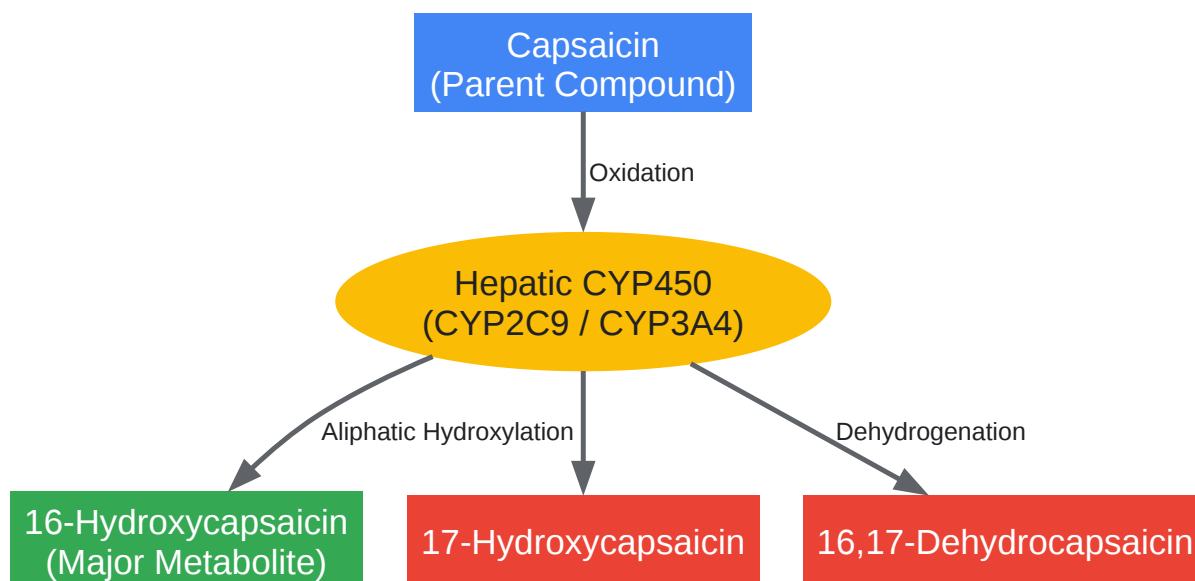 Capsaicin
(Parent Compound)
Oxidation
Hepatic CYP450
(CYP2C9 / CYP3A4)
Aliphatic Hydroxylation
Dehydrogenation
16-Hydroxycapsaicin
(Major Metabolite)
17-Hydroxycapsaicin
16,17-Dehydrocapsaicin